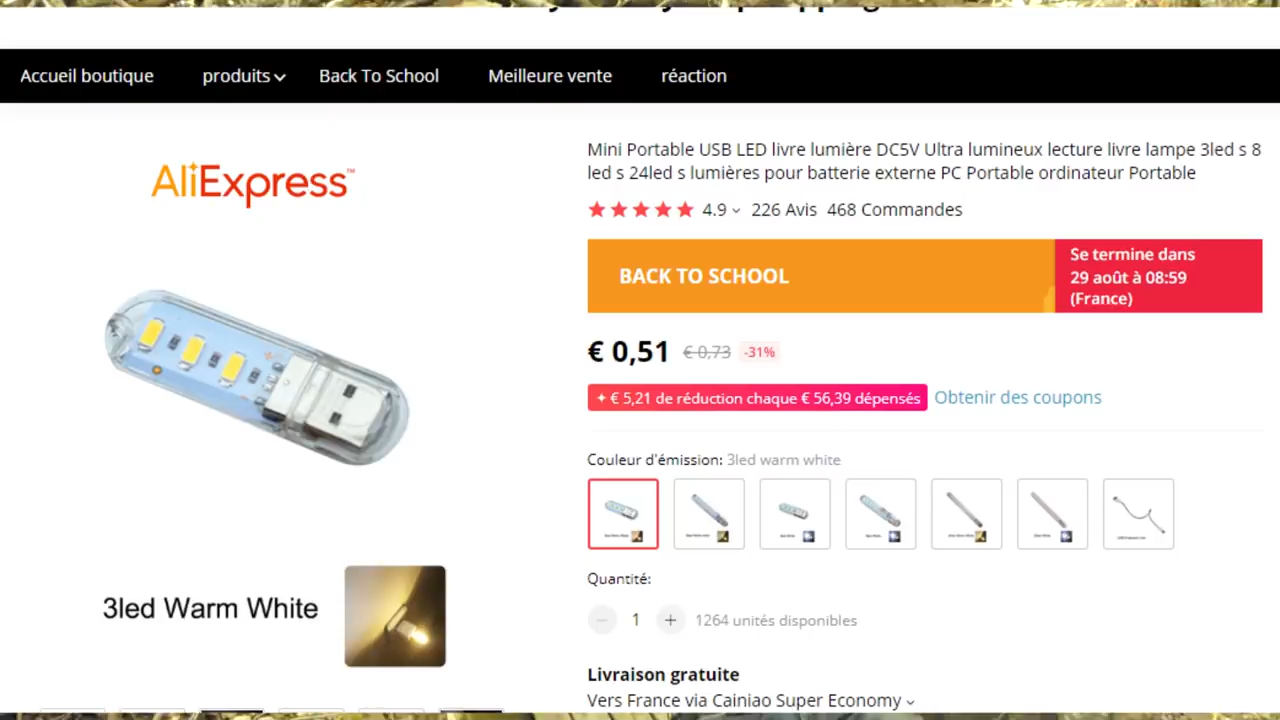 Accueil boutique produits Back To School Meilleure vente réaction
AliExpress™
Mini Portable USB LED livre lumière DC5V Ultra lumineux lecture livre lampe 3led s 8
led s 24led s lumières pour batterie externe PC Portable ordinateur Portable
4.9 226 Avis 468 Commandes
BACK TO SCHOOL
Se termine dans
29 août à 08:59
(France)
€ 0,51 € 0,73 -31%
€ 5,21 de réduction chaque € 56,39 dépensés Obtenir des coupons
Couleur d'émission: 3led warm white
3led Warm White
Quantité:
− 1 + 1264 unités disponibles
Livraison gratuite
Vers France via Cainiao Super Economy